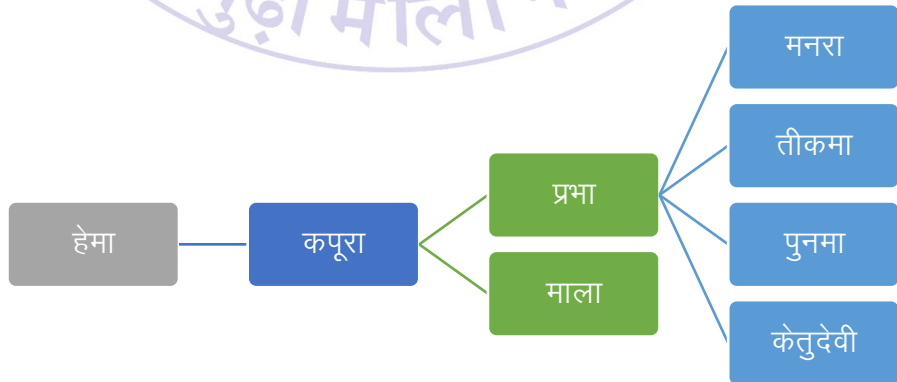 गुढ़ा मालानी
मनरा
तीकमा
प्रभा
पुनमा
हेमा
कपूरा
माला
केतुदेवी